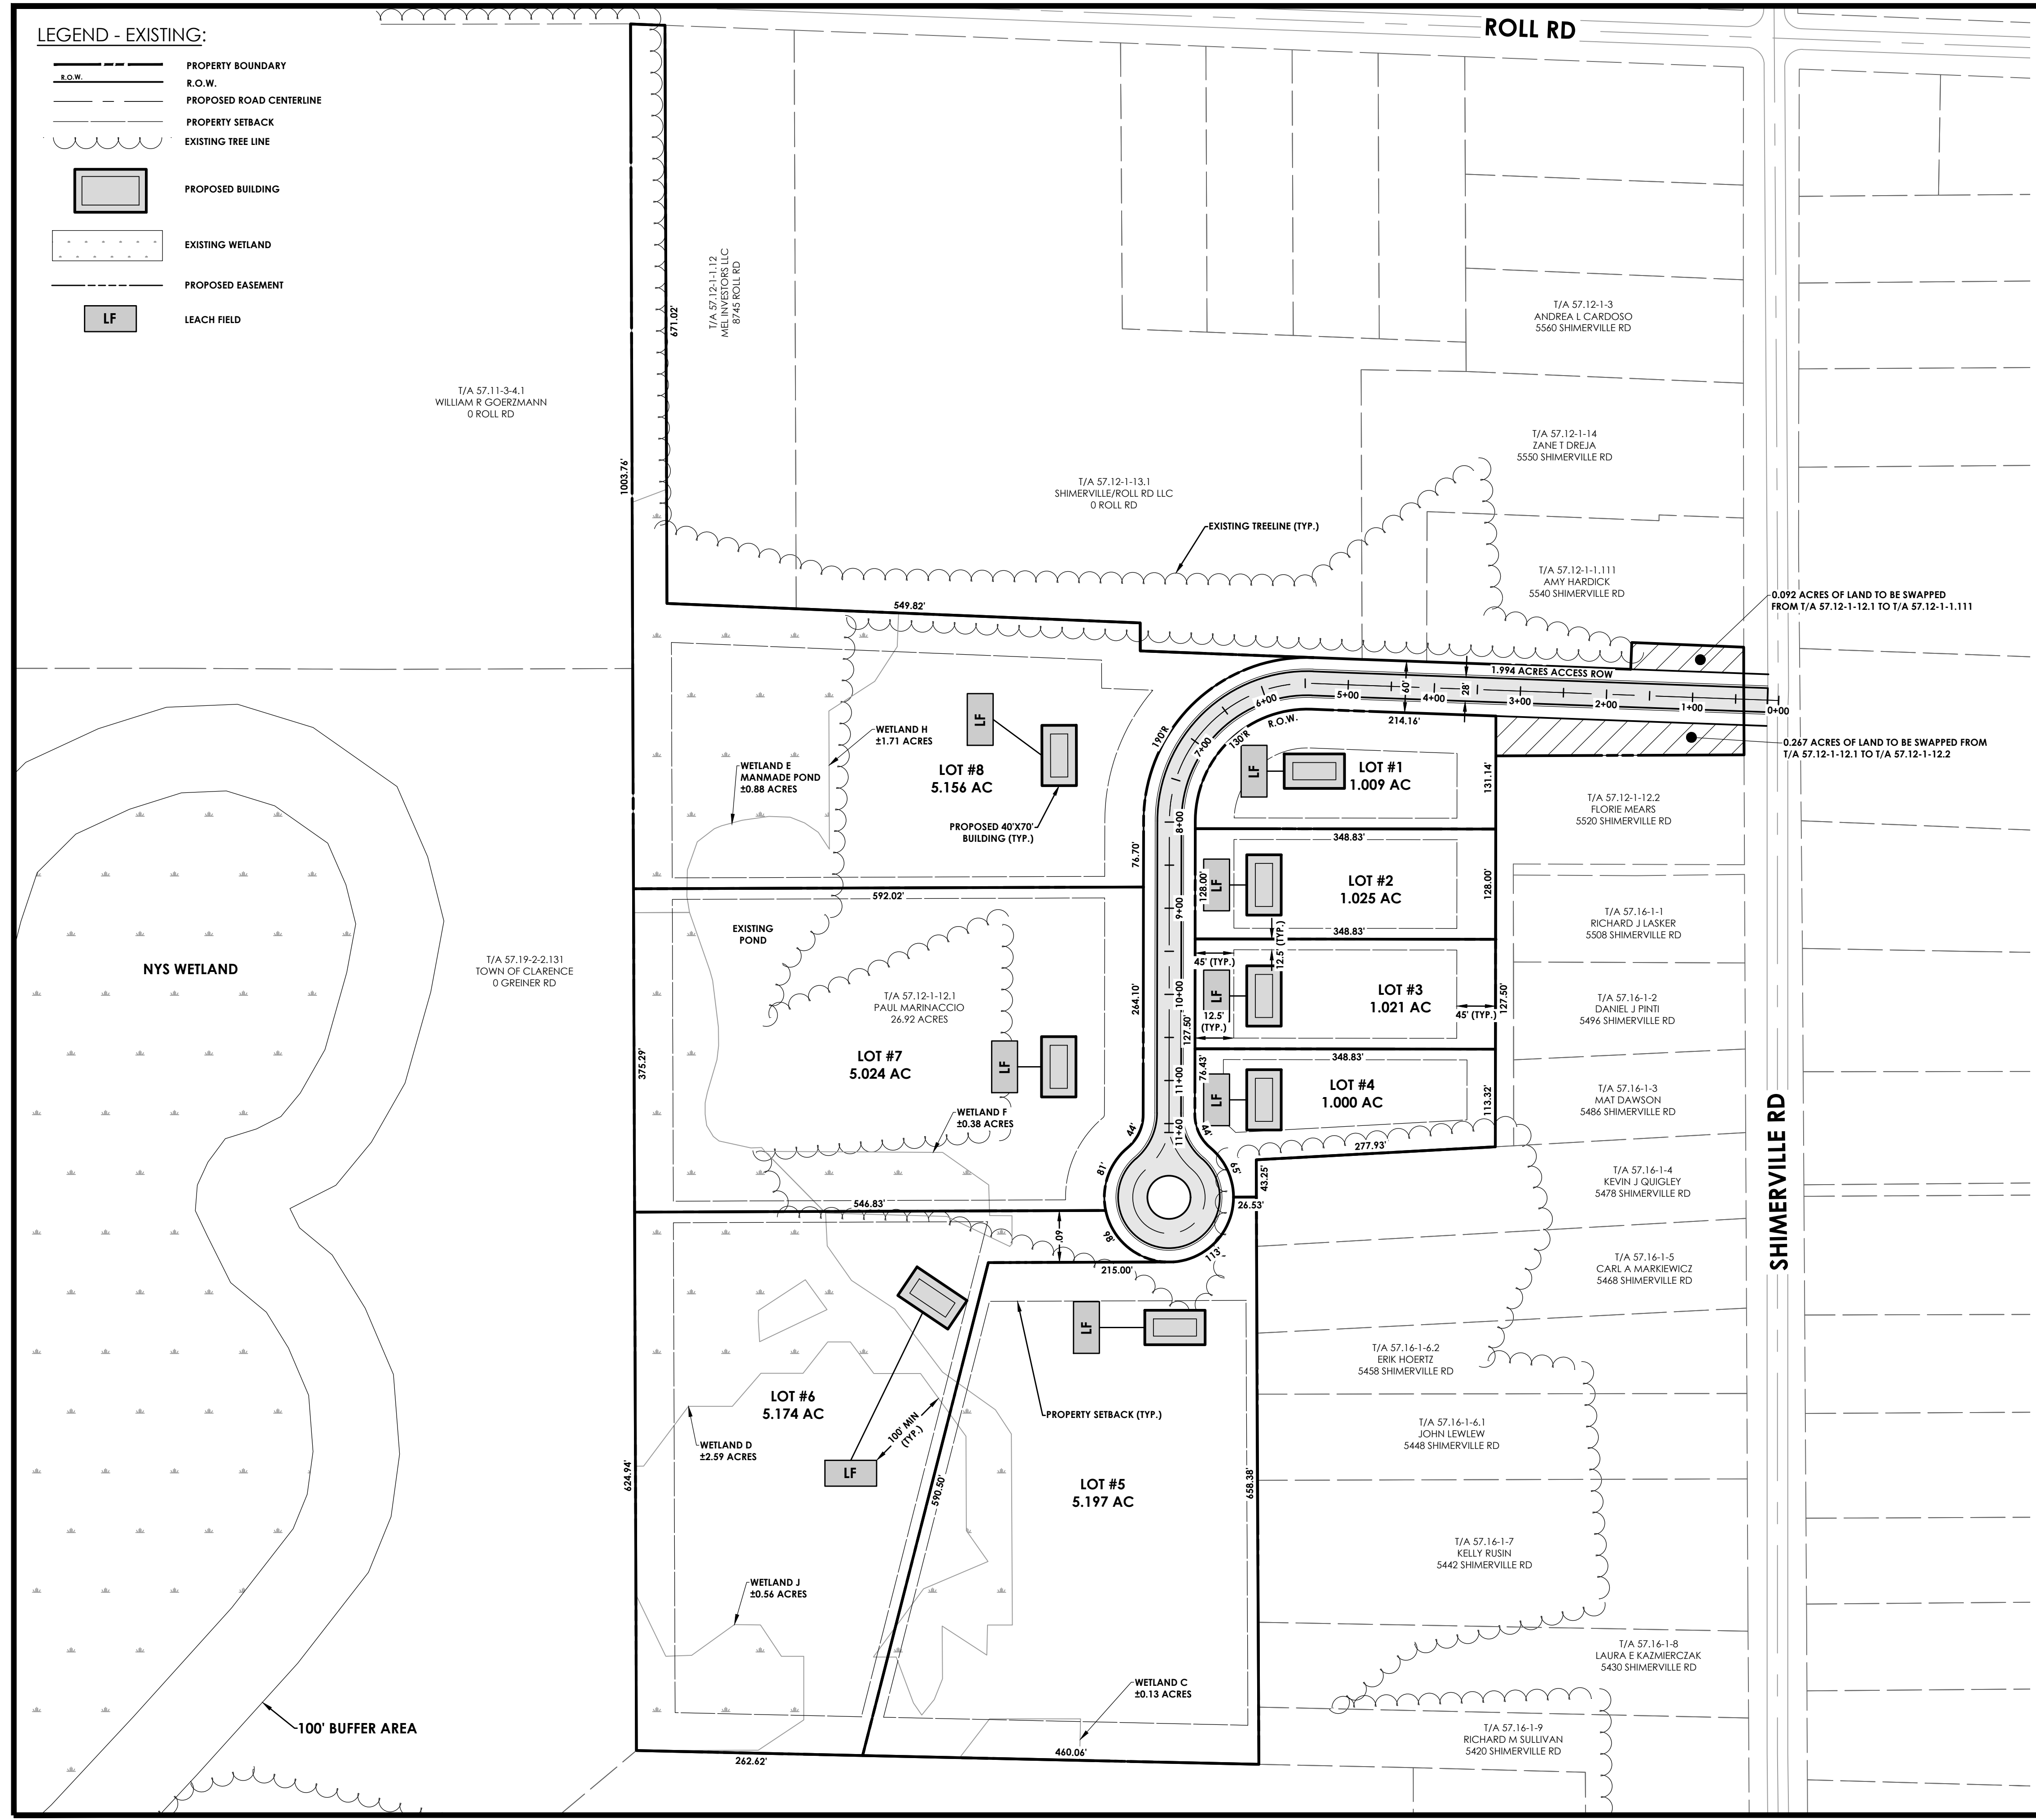 LEGEND - EXISTING:
PROPERTY BOUNDARY
R.O.W.
R.O.W.
PROPOSED ROAD CENTERLINE
PROPERTY SETBACK
EXISTING TREE LINE
PROPOSED BUILDING
EXISTING WETLAND
PROPOSED EASEMENT
LF
LEACH FIELD
ROLL RD
SHIMERVILLE RD
T/A 57.11-3-4.1
WILLIAM R GOERZMANN
0 ROLL RD
1003.76'
671.02'
T/A 57.12-1-1.12
MEL INVESTORS LLC
8745 ROLL RD
T/A 57.12-1-3
ANDREA L CARDOSO
5560 SHIMERVILLE RD
T/A 57.12-1-14
ZANE T DREJA
5550 SHIMERVILLE RD
T/A 57.12-1-13.1
SHIMERVILLE/ROLL RD LLC
0 ROLL RD
EXISTING TREELINE (TYP.)
T/A 57.12-1-1.111
AMY HARDICK
5540 SHIMERVILLE RD
0.092 ACRES OF LAND TO BE SWAPPED
FROM T/A 57.12-1-12.1 TO T/A 57.12-1-1.111
549.82'
1.994 ACRES ACCESS ROW
60'
28'
0+00
1+00
2+00
3+00
4+00
5+00
6+00
7+00
8+00
9+00
10+00
11+00
11+60
214.16'
R.O.W.
190'R
130'R
0.267 ACRES OF LAND TO BE SWAPPED FROM
T/A 57.12-1-12.1 TO T/A 57.12-1-12.2
WETLAND H
±1.71 ACRES
WETLAND E
MANMADE POND
±0.88 ACRES
LF
LOT #8
5.156 AC
PROPOSED 40'X70'
BUILDING (TYP.)
76.70'
592.02'
LF
LOT #1
1.009 AC
131.14'
348.83'
T/A 57.12-1-12.2
FLORIE MEARS
5520 SHIMERVILLE RD
LF
128.00'
LOT #2
1.025 AC
128.00'
348.83'
12.5' (TYP.)
45' (TYP.)
T/A 57.16-1-1
RICHARD J LASKER
5508 SHIMERVILLE RD
LF
12.5'
(TYP.)
LOT #3
1.021 AC
45' (TYP.)
127.50'
127.50'
348.83'
T/A 57.16-1-2
DANIEL J PINTI
5496 SHIMERVILLE RD
LF
76.43'
LOT #4
1.000 AC
113.32'
277.93'
T/A 57.16-1-3
MAT DAWSON
5486 SHIMERVILLE RD
EXISTING
POND
T/A 57.12-1-12.1
PAUL MARINACCIO
26.92 ACRES
LOT #7
5.024 AC
LF
264.10'
375.29'
WETLAND F
±0.38 ACRES
546.83'
44'
44'
81'
65'
98'
113'
43.25'
26.53'
60'
215.00'
NYS WETLAND
T/A 57.19-2-2.131
TOWN OF CLARENCE
0 GREINER RD
T/A 57.16-1-4
KEVIN J QUIGLEY
5478 SHIMERVILLE RD
T/A 57.16-1-5
CARL A MARKIEWICZ
5468 SHIMERVILLE RD
T/A 57.16-1-6.2
ERIK HOERTZ
5458 SHIMERVILLE RD
T/A 57.16-1-6.1
JOHN LEWLEW
5448 SHIMERVILLE RD
T/A 57.16-1-7
KELLY RUSIN
5442 SHIMERVILLE RD
T/A 57.16-1-8
LAURA E KAZMIERCZAK
5430 SHIMERVILLE RD
T/A 57.16-1-9
RICHARD M SULLIVAN
5420 SHIMERVILLE RD
LF
PROPERTY SETBACK (TYP.)
LOT #5
5.197 AC
658.38'
590.50'
LOT #6
5.174 AC
LF
100' MIN
(TYP.)
WETLAND D
±2.59 ACRES
624.94'
WETLAND J
±0.56 ACRES
WETLAND C
±0.13 ACRES
262.62'
460.06'
100' BUFFER AREA